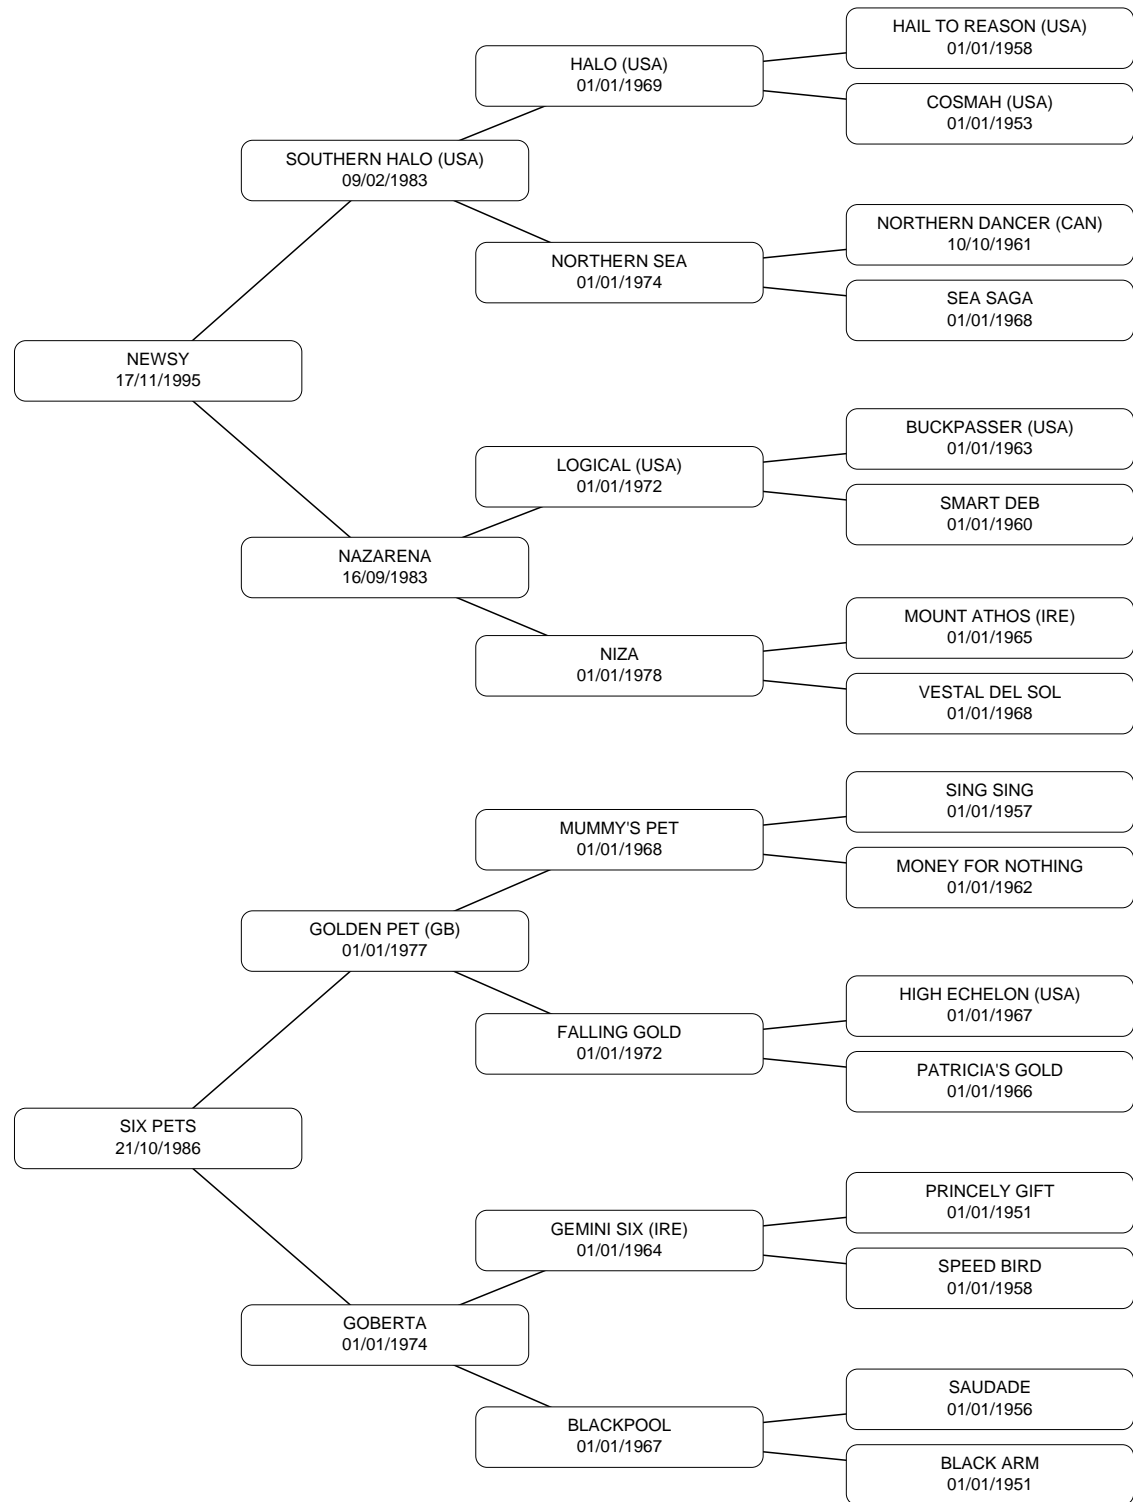 HAIL TO REASON (USA)
01/01/1958
HALO (USA)
01/01/1969
COSMAH (USA)
01/01/1953
SOUTHERN HALO (USA)
09/02/1983
NORTHERN DANCER (CAN)
10/10/1961
NORTHERN SEA
01/01/1974
SEA SAGA
01/01/1968
NEWSY
17/11/1995
BUCKPASSER (USA)
01/01/1963
LOGICAL (USA)
01/01/1972
SMART DEB
01/01/1960
NAZARENA
16/09/1983
MOUNT ATHOS (IRE)
01/01/1965
NIZA
01/01/1978
VESTAL DEL SOL
01/01/1968
SING SING
01/01/1957
MUMMY'S PET
01/01/1968
MONEY FOR NOTHING
01/01/1962
GOLDEN PET (GB)
01/01/1977
HIGH ECHELON (USA)
01/01/1967
FALLING GOLD
01/01/1972
PATRICIA'S GOLD
01/01/1966
SIX PETS
21/10/1986
PRINCELY GIFT
01/01/1951
GEMINI SIX (IRE)
01/01/1964
SPEED BIRD
01/01/1958
GOBERTA
01/01/1974
SAUDADE
01/01/1956
BLACKPOOL
01/01/1967
BLACK ARM
01/01/1951